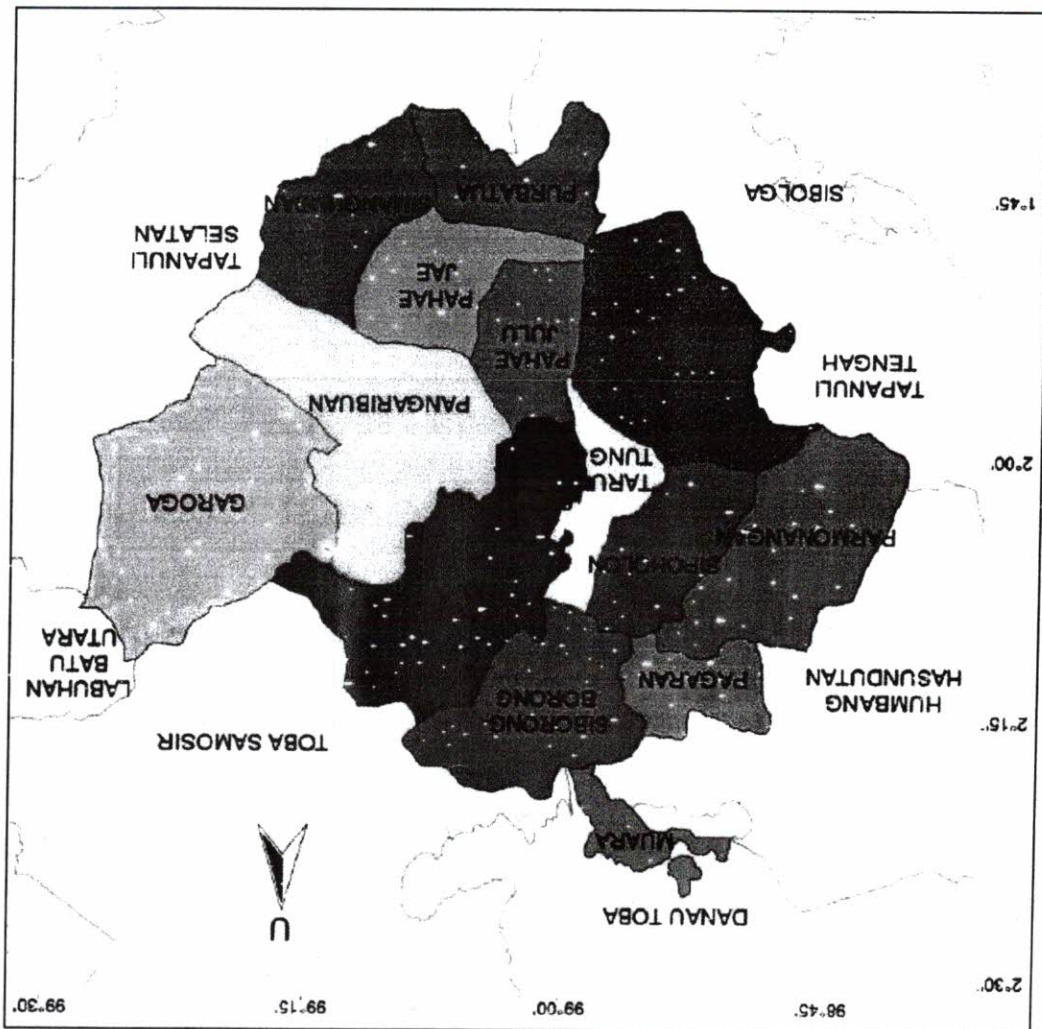 98°45'
99°00'
99°15'
99°30'
2°30'
U
DANAU TOBA
MUARA
TOBA SAMOSIR
2°15'
HUMBANG
HASUNDUTAN
PAGARAN
SIBORONG
BORONG
LABUHAN
BATU
UTARA
PARMONANGAN
SIPOHOLON
GAROGA
2°00'
TARU
TUNG
PANGARIBUAN
TAPANULI
TENGAH
PAHAE
JULU
PAHAE
JAE
TAPANULI
SELATAN
1°45'
SIBOLGA
PURBATUA